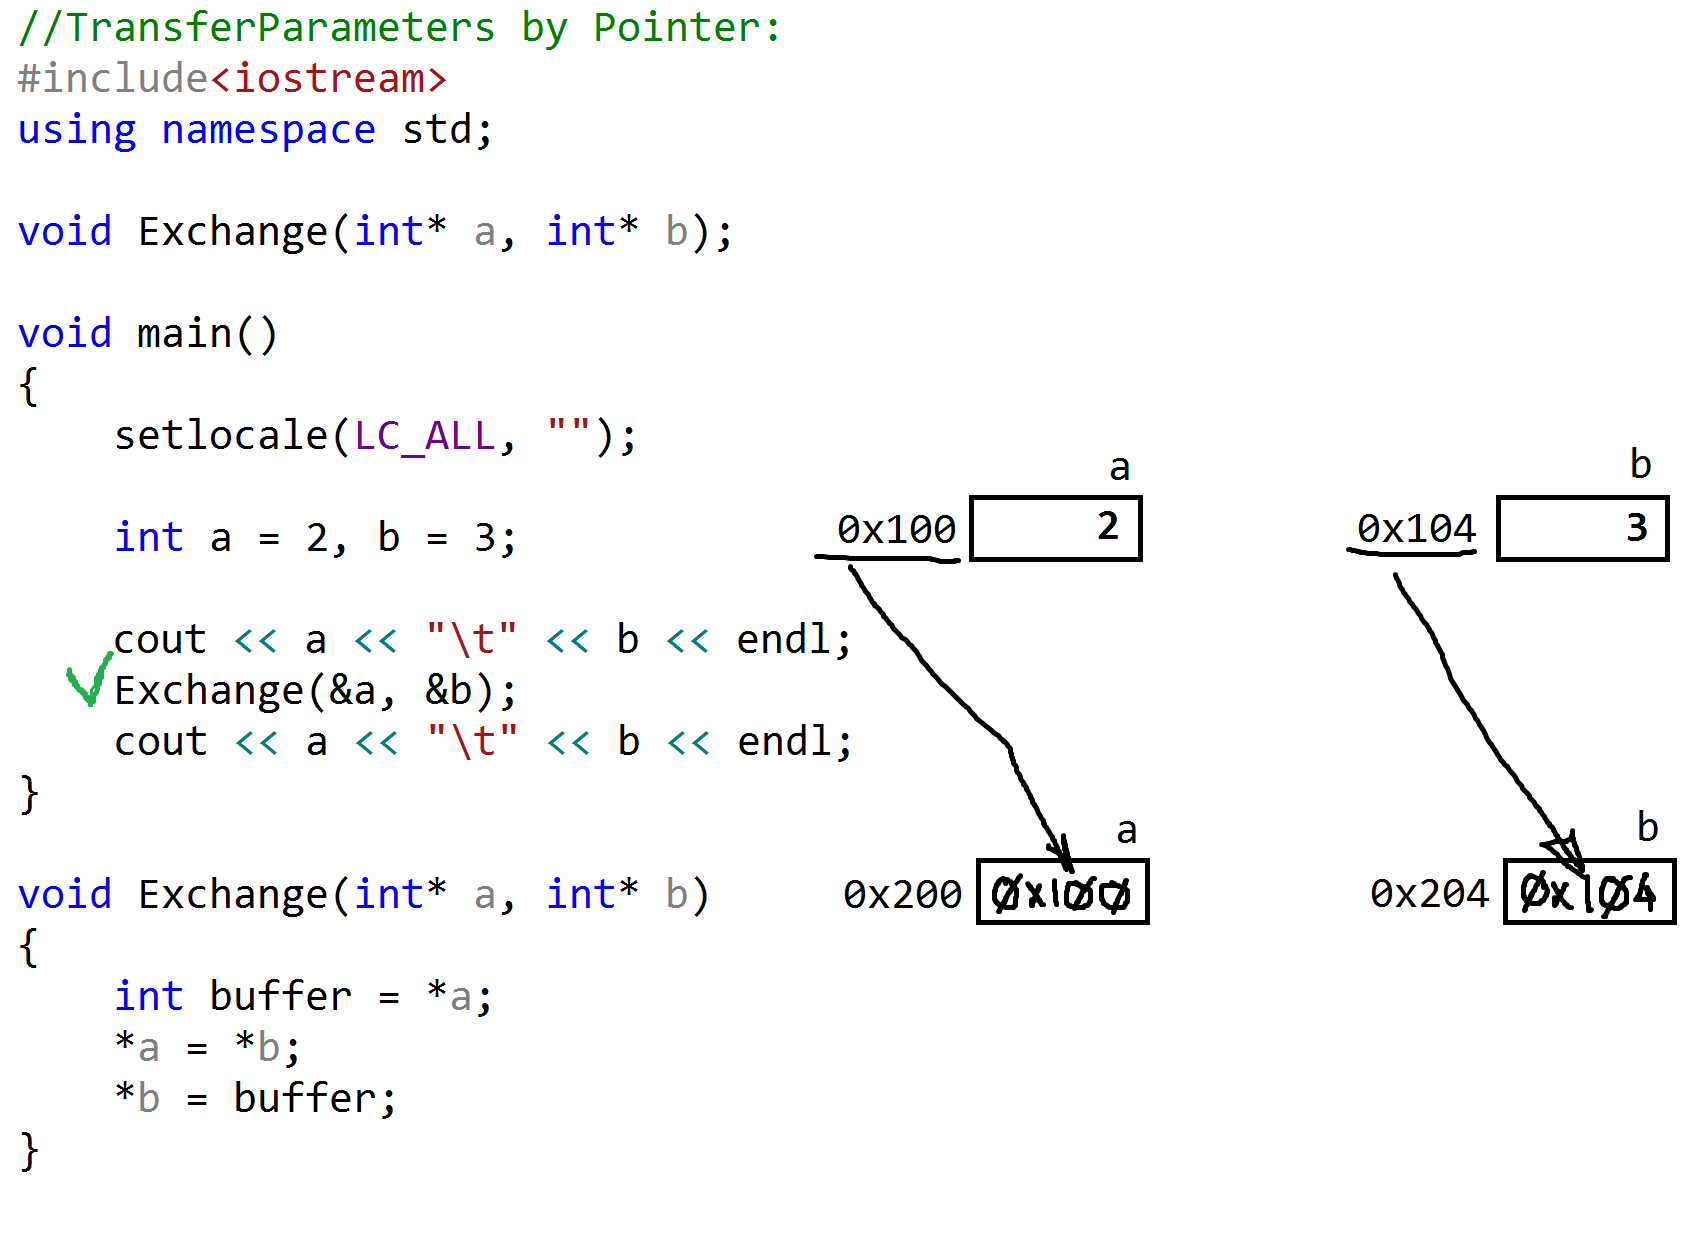 //TransferParameters by Pointer:
#include<iostream>
using namespace std;
void Exchange(int* a, int* b);
void main()
{
setlocale(LC_ALL, "");
int a = 2, b = 3;
cout << a << "\t" << b << endl;
Exchange(&a, &b);
cout << a << "\t" << b << endl;
}
void Exchange(int* a, int* b)
{
int buffer = *a;
*a = *b;
*b = buffer;
}
a
0x100 2
b
0x104 3
a
0x200 0x100
b
0x204 0x104